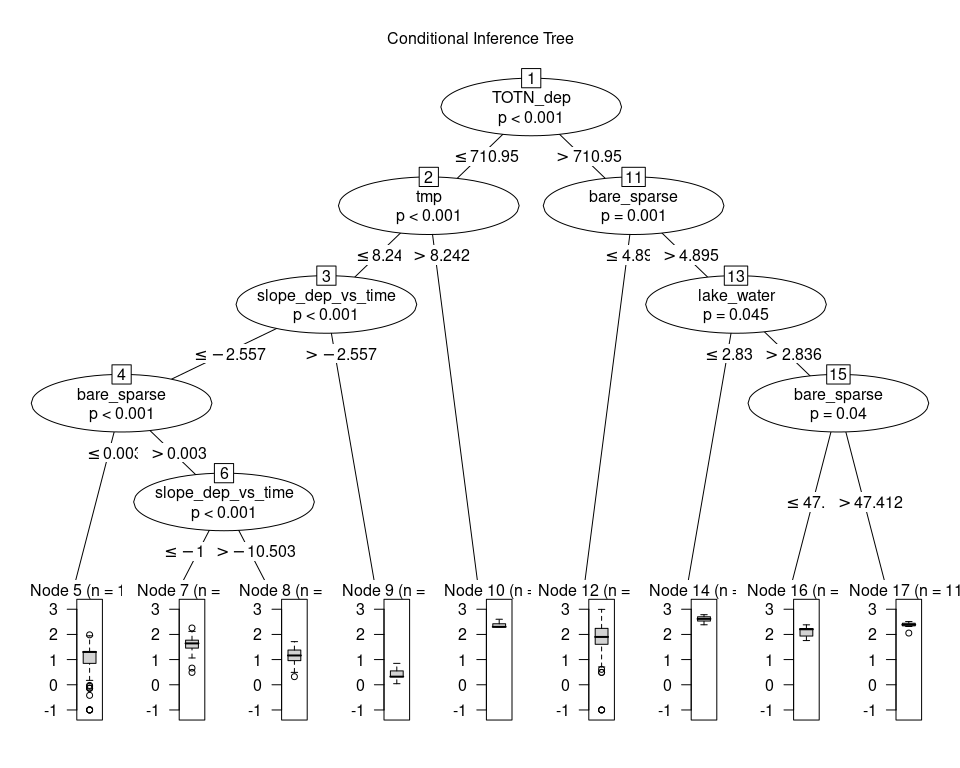 Conditional Inference Tree
1
TOTN_dep
p < 0.001
≤ 710.95 > 710.95
2
tmp
p < 0.001
11
bare_sparse
p = 0.001
≤ 8.24 > 8.242
≤ 4.89 > 4.895
3
slope_dep_vs_time
p < 0.001
13
lake_water
p = 0.045
≤ −2.557 > −2.557
≤ 2.83 > 2.836
4
bare_sparse
p < 0.001
15
bare_sparse
p = 0.04
≤ 0.003 > 0.003
6
slope_dep_vs_time
p < 0.001
≤ 47. > 47.412
≤ −1 > −10.503
Node 5 (n = 1 Node 7 (n = Node 8 (n = Node 9 (n = Node 10 (n = Node 12 (n = Node 14 (n = Node 16 (n = Node 17 (n = 11
3 3 3 3 3 3 3 3 3
2 2 2 2 2 2 2 2 2
1 1 1 1 1 1 1 1 1
0 0 0 0 0 0 0 0 0
-1 -1 -1 -1 -1 -1 -1 -1 -1